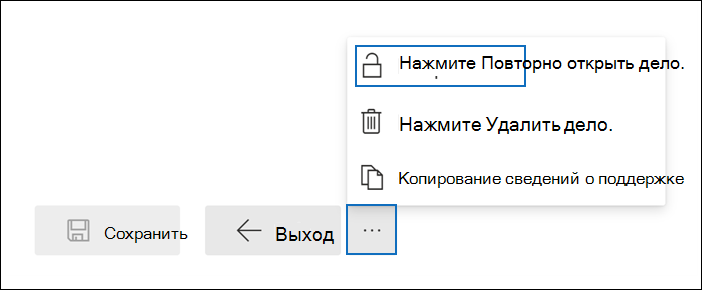 Нажмите Повторно открыть дело.
Нажмите Удалить дело.
Копирование сведений о поддержке
Сохранить
Выход
...